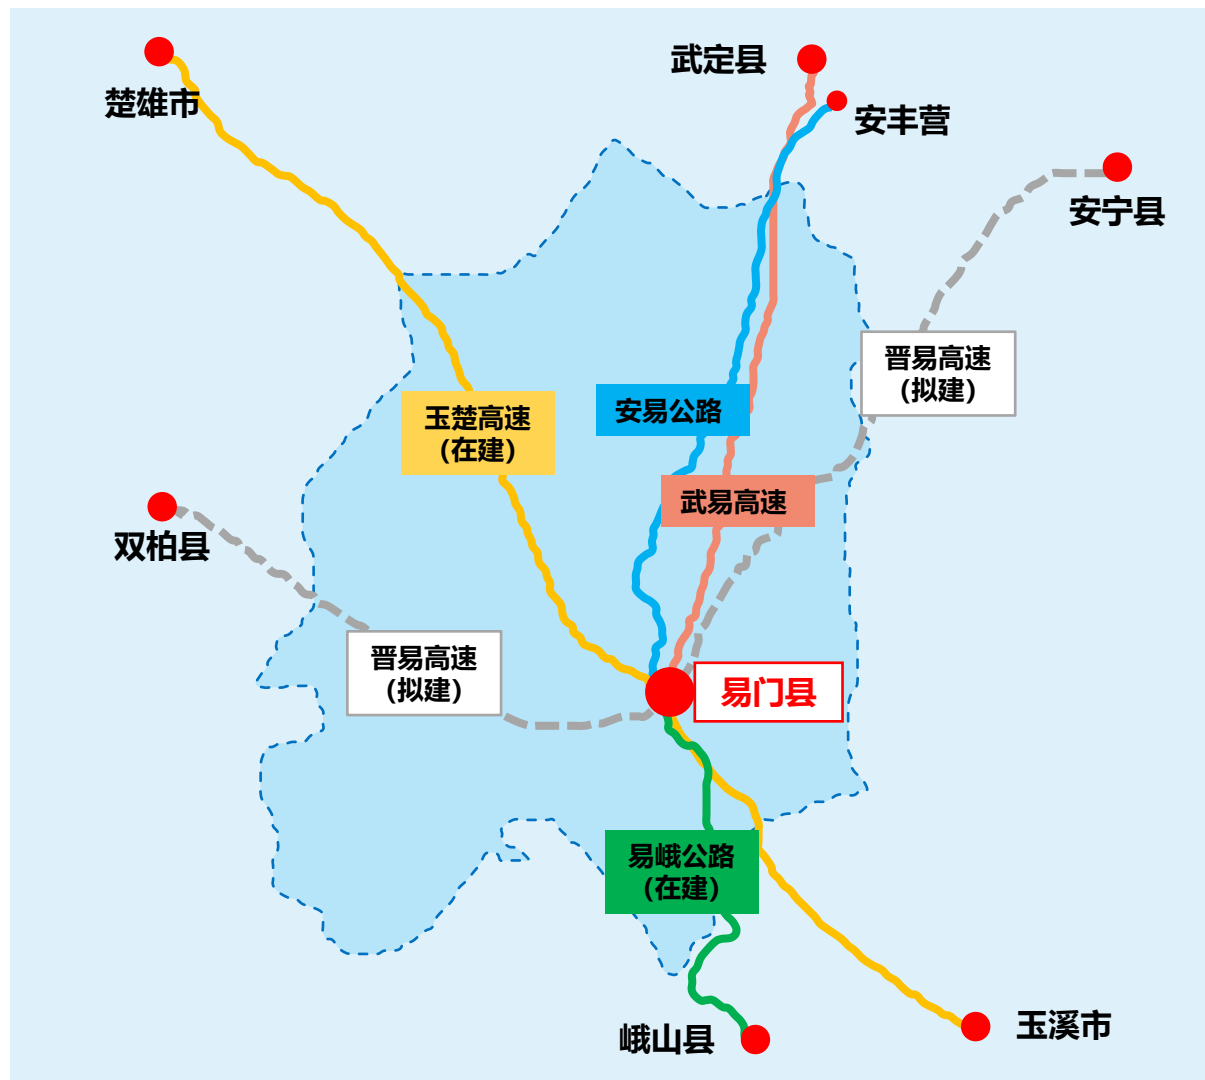 武定县
楚雄市
安丰营
安宁县
晋易高速
(拟建)
安易公路
玉楚高速
(在建)
武易高速
双柏县
晋易高速
(拟建)
易门县
易峨公路
(在建)
玉溪市
峨山县